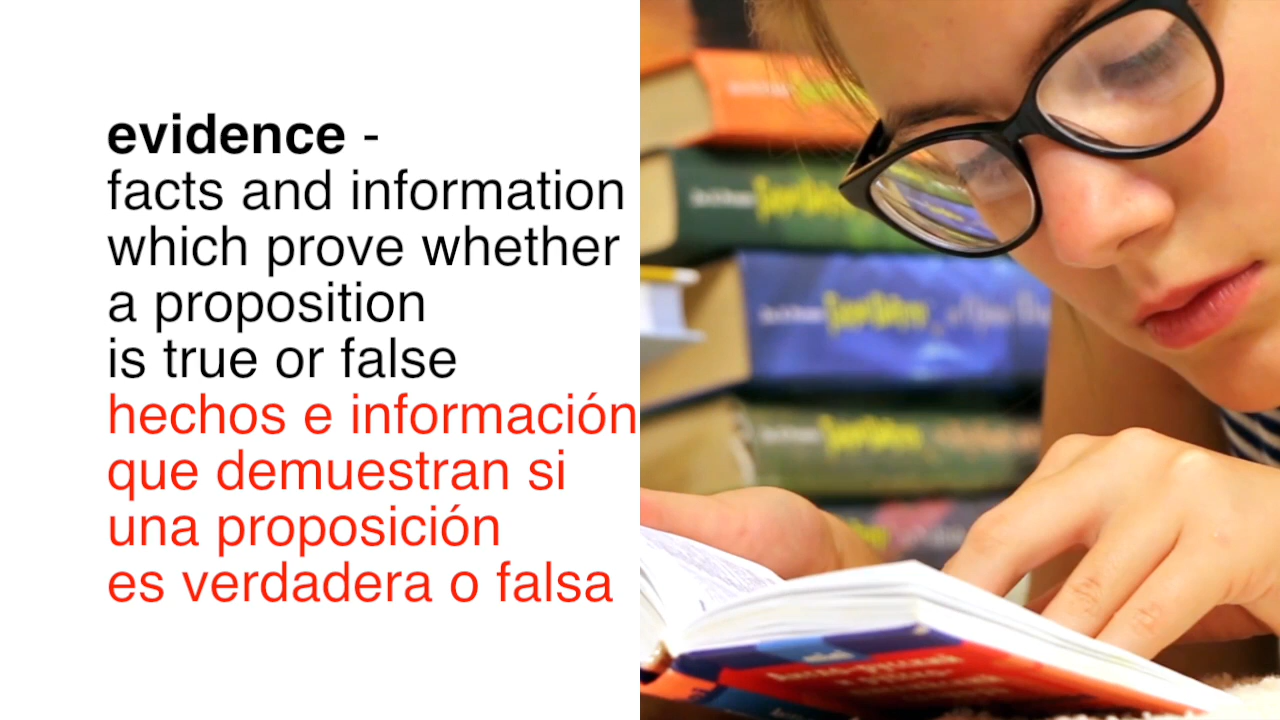 evidence -
facts and information
which prove whether
a proposition
is true or false
hechos e información
que demuestran si
una proposición
es verdadera o falsa